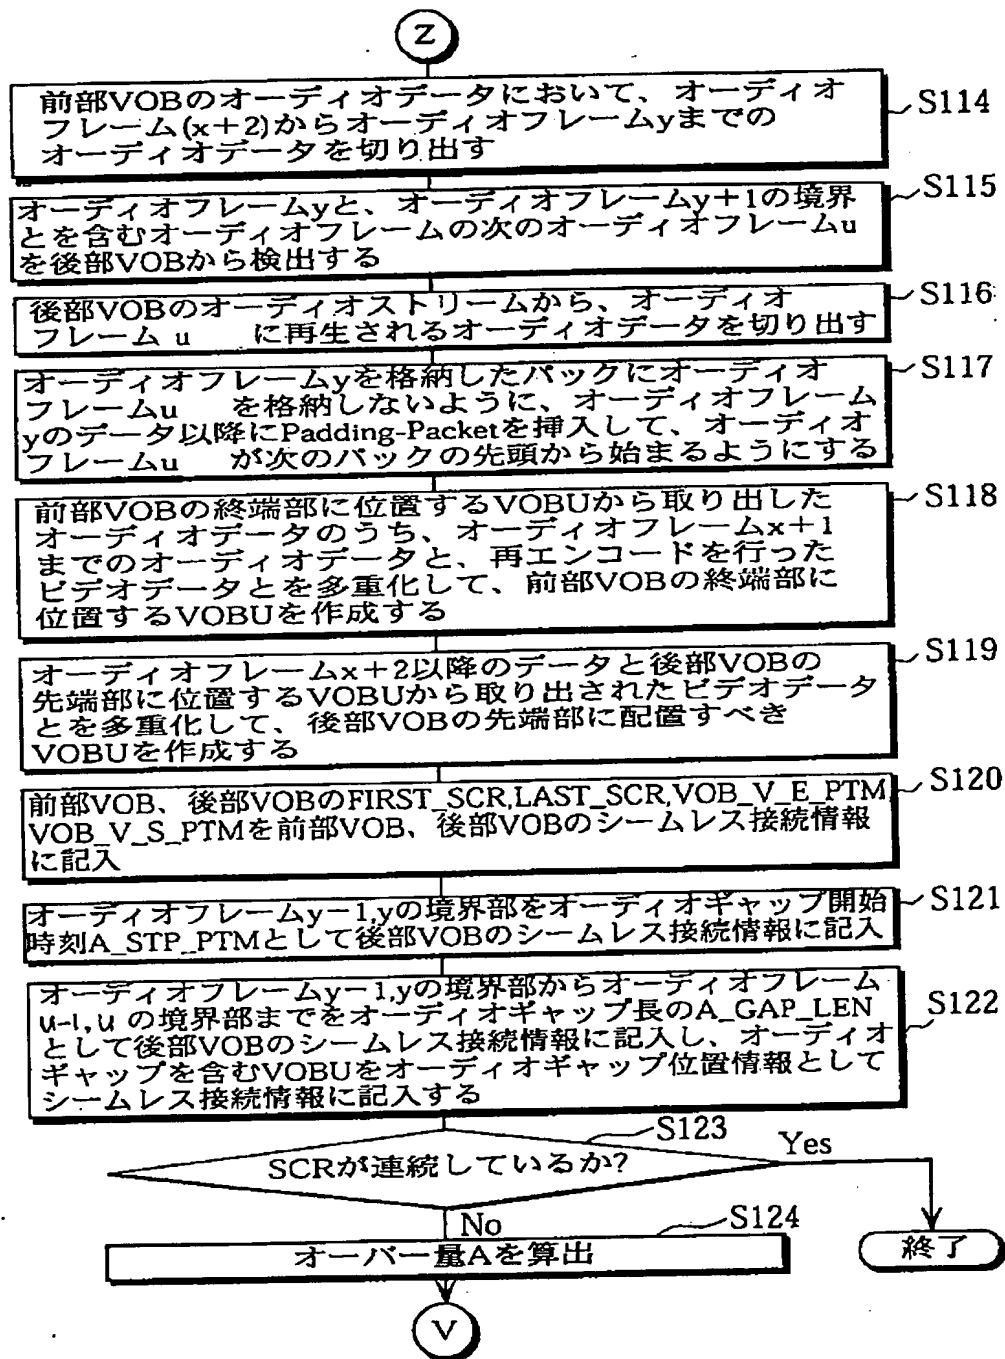 Z
前部VOBのオーディオデータにおいて、オーディオ
フレーム(x+2)からオーディオフレームyまでの
オーディオデータを切り出す
S114
オーディオフレームyと、オーディオフレームy+1の境界
とを含むオーディオフレームの次のオーディオフレームu
を後部VOBから検出する
S115
後部VOBのオーディオストリームから、オーディオ
フレーム u に再生されるオーディオデータを切り出す
S116
オーディオフレームyを格納したパックにオーディオ
フレームu を格納しないように、オーディオフレーム
yのデータ以降にPadding-Packetを挿入して、オーディオ
フレームu が次のパックの先頭から始まるようにする
S117
前部VOBの終端部に位置するVOBUから取り出した
オーディオデータのうち、オーディオフレームx+1
までのオーディオデータと、再エンコードを行った
ビデオデータとを多重化して、前部VOBの終端部に
位置するVOBUを作成する
S118
オーディオフレームx+2以降のデータと後部VOBの
先端部に位置するVOBUから取り出されたビデオデータ
とを多重化して、後部VOBの先端部に配置すべき
VOBUを作成する
S119
前部VOB、後部VOBのFIRST_SCR,LAST_SCR,VOB_V_E_PTM
VOB_V_S_PTMを前部VOB、後部VOBのシームレス接続情報
に記入
S120
オーディオフレームy-1,yの境界部をオーディオギャップ開始
時刻A_STP_PTMとして後部VOBのシームレス接続情報に記入
S121
オーディオフレームy-1,yの境界部からオーディオフレーム
u-1,u の境界部までをオーディオギャップ長のA_GAP_LEN
として後部VOBのシームレス接続情報に記入し、オーディオ
ギャップを含むVOBUをオーディオギャップ位置情報として
シームレス接続情報に記入する
S122
S123
SCRが連続しているか?
Yes
No
S124
オーバー量Aを算出
終了
V